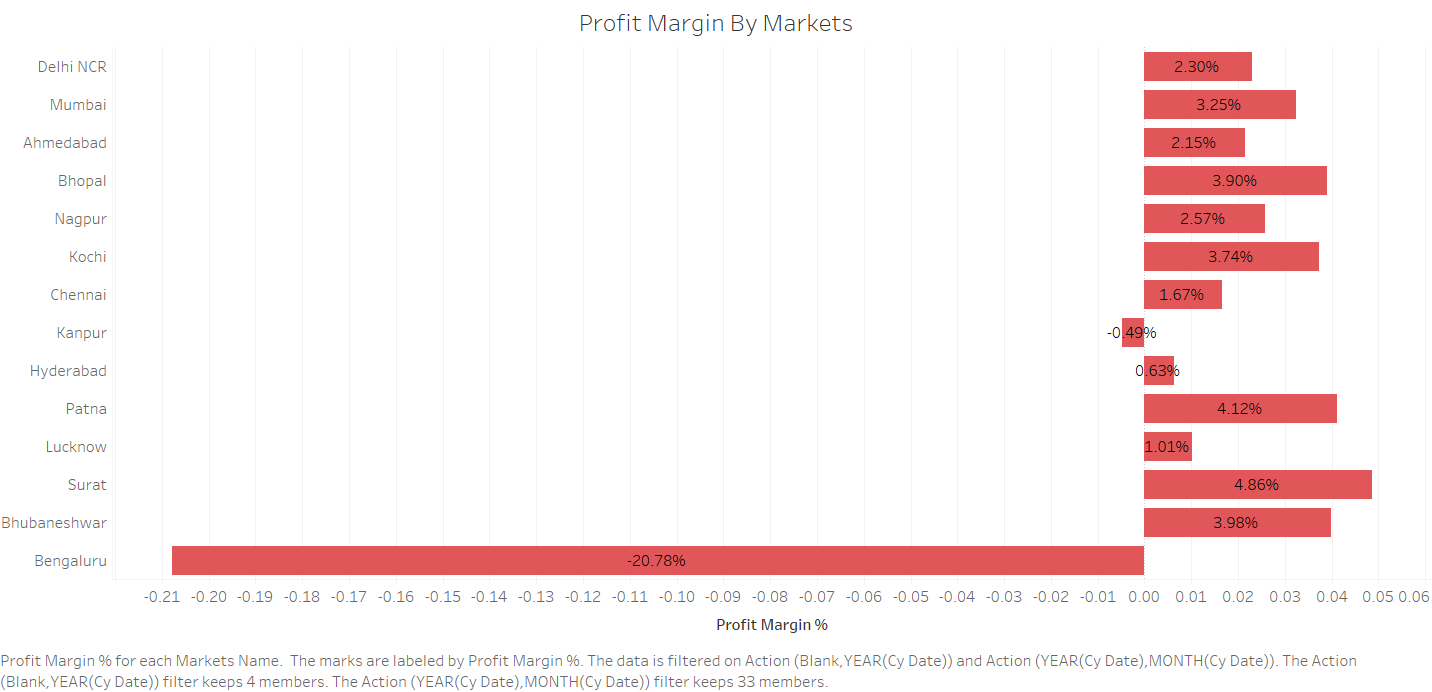 Profit Margin By Markets
Delhi NCR 2.30%
Mumbai 3.25%
Ahmedabad 2.15%
Bhopal 3.90%
Nagpur 2.57%
Kochi 3.74%
Chennai 1.67%
Kanpur -0.49%
Hyderabad 0.63%
Patna 4.12%
Lucknow 1.01%
Surat 4.86%
Bhubaneshwar 3.98%
Bengaluru -20.78%
-0.21 -0.20 -0.19 -0.18 -0.17 -0.16 -0.15 -0.14 -0.13 -0.12 -0.11 -0.10 -0.09 -0.08 -0.07 -0.06 -0.05 -0.04 -0.03 -0.02 -0.01 0.00 0.01 0.02 0.03 0.04 0.05 0.06
Profit Margin %
Profit Margin % for each Markets Name.  The marks are labeled by Profit Margin %. The data is filtered on Action (Blank,YEAR(Cy Date)) and Action (YEAR(Cy Date),MONTH(Cy Date)). The Action
(Blank,YEAR(Cy Date)) filter keeps 4 members. The Action (YEAR(Cy Date),MONTH(Cy Date)) filter keeps 33 members.